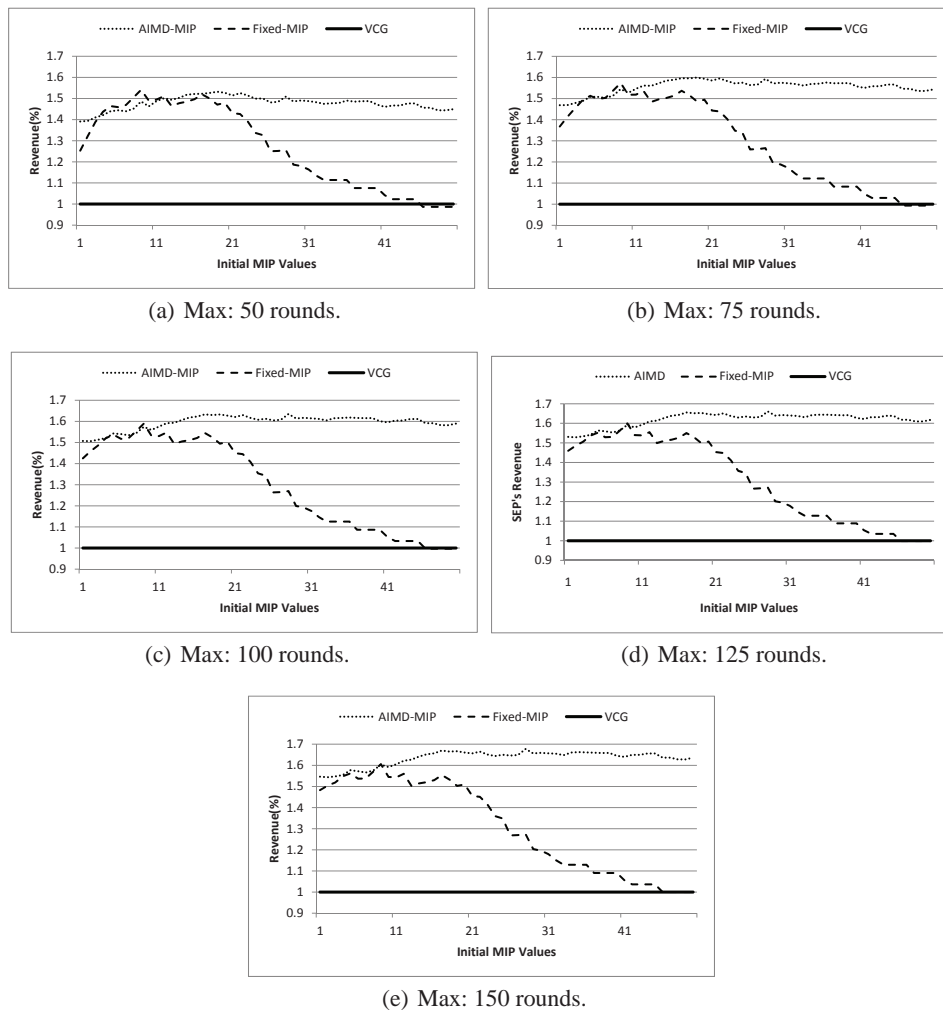 AIMD-MIP Fixed-MIP VCG
1.7
1.6
1.5
1.4
1.3
1.2
1.1
1
0.9
Revenue(%)
1 11 21 31 41
Initial MIP Values
(a) Max: 50 rounds.
AIMD-MIP Fixed-MIP VCG
1.7
1.6
1.5
1.4
1.3
1.2
1.1
1
0.9
Revenue(%)
1 11 21 31 41
Initial MIP Values
(b) Max: 75 rounds.
AIMD-MIP Fixed-MIP VCG
1.7
1.6
1.5
1.4
1.3
1.2
1.1
1
0.9
Revenue(%)
1 11 21 31 41
Initial MIP Values
(c) Max: 100 rounds.
AIMD Fixed-MIP VCG
1.7
1.6
1.5
1.4
1.3
1.2
1.1
1
0.9
SEP's Revenue
1 11 21 31 41
Initial MIP Values
(d) Max: 125 rounds.
AIMD-MIP Fixed-MIP VCG
1.7
1.6
1.5
1.4
1.3
1.2
1.1
1
0.9
Revenue(%)
1 11 21 31 41
Initial MIP Values
(e) Max: 150 rounds.